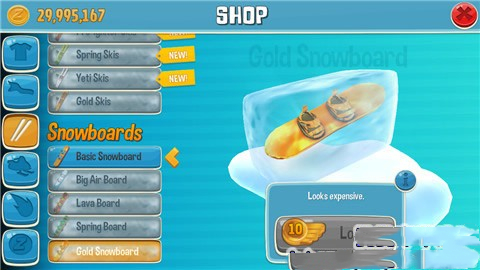 29,995,167
SHOP
Spring Skis
NEW!
Yeti Skis
NEW!
Gold Skis
Snowboards
Basic Snowboard
Big Air Board
Lava Board
Spring Board
Gold Snowboard
Gold Snowboard
Looks expensive.
10